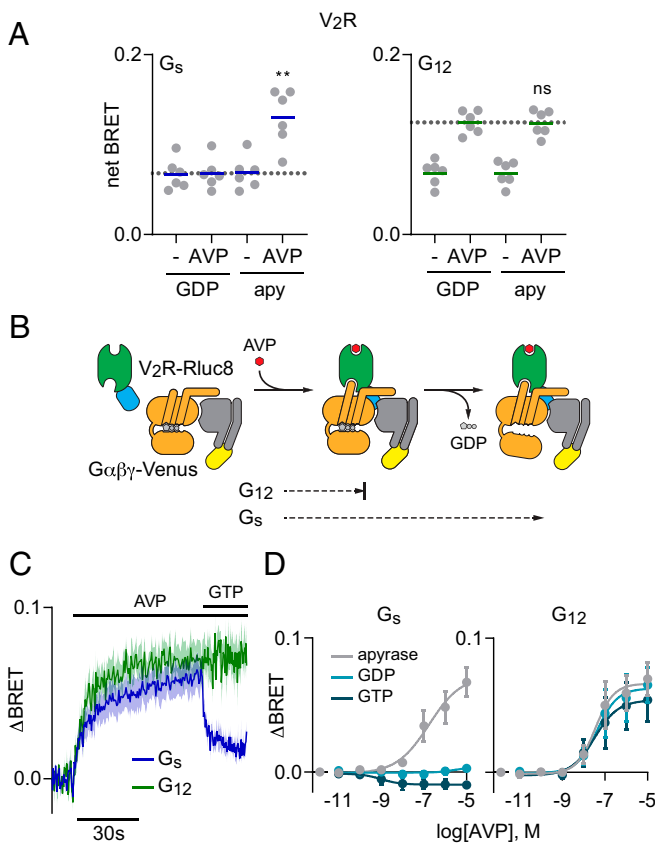 V2R
A
Gs
G12
0.2
**
0.2
ns
net BRET
0.0
0.0
- AVP - AVP
- AVP - AVP
GDP apy
GDP apy
B
AVP
V2R-Rluc8
GDP
Gαβγ-Venus
G12
Gs
C
GTP
AVP
0.1
ΔBRET
0.0
Gs
G12
30s
D
Gs
G12
0.1
0.1
apyrase
GDP
GTP
ΔBRET
0.0
0.0
-11 -9 -7 -5
-11 -9 -7 -5
log[AVP], M